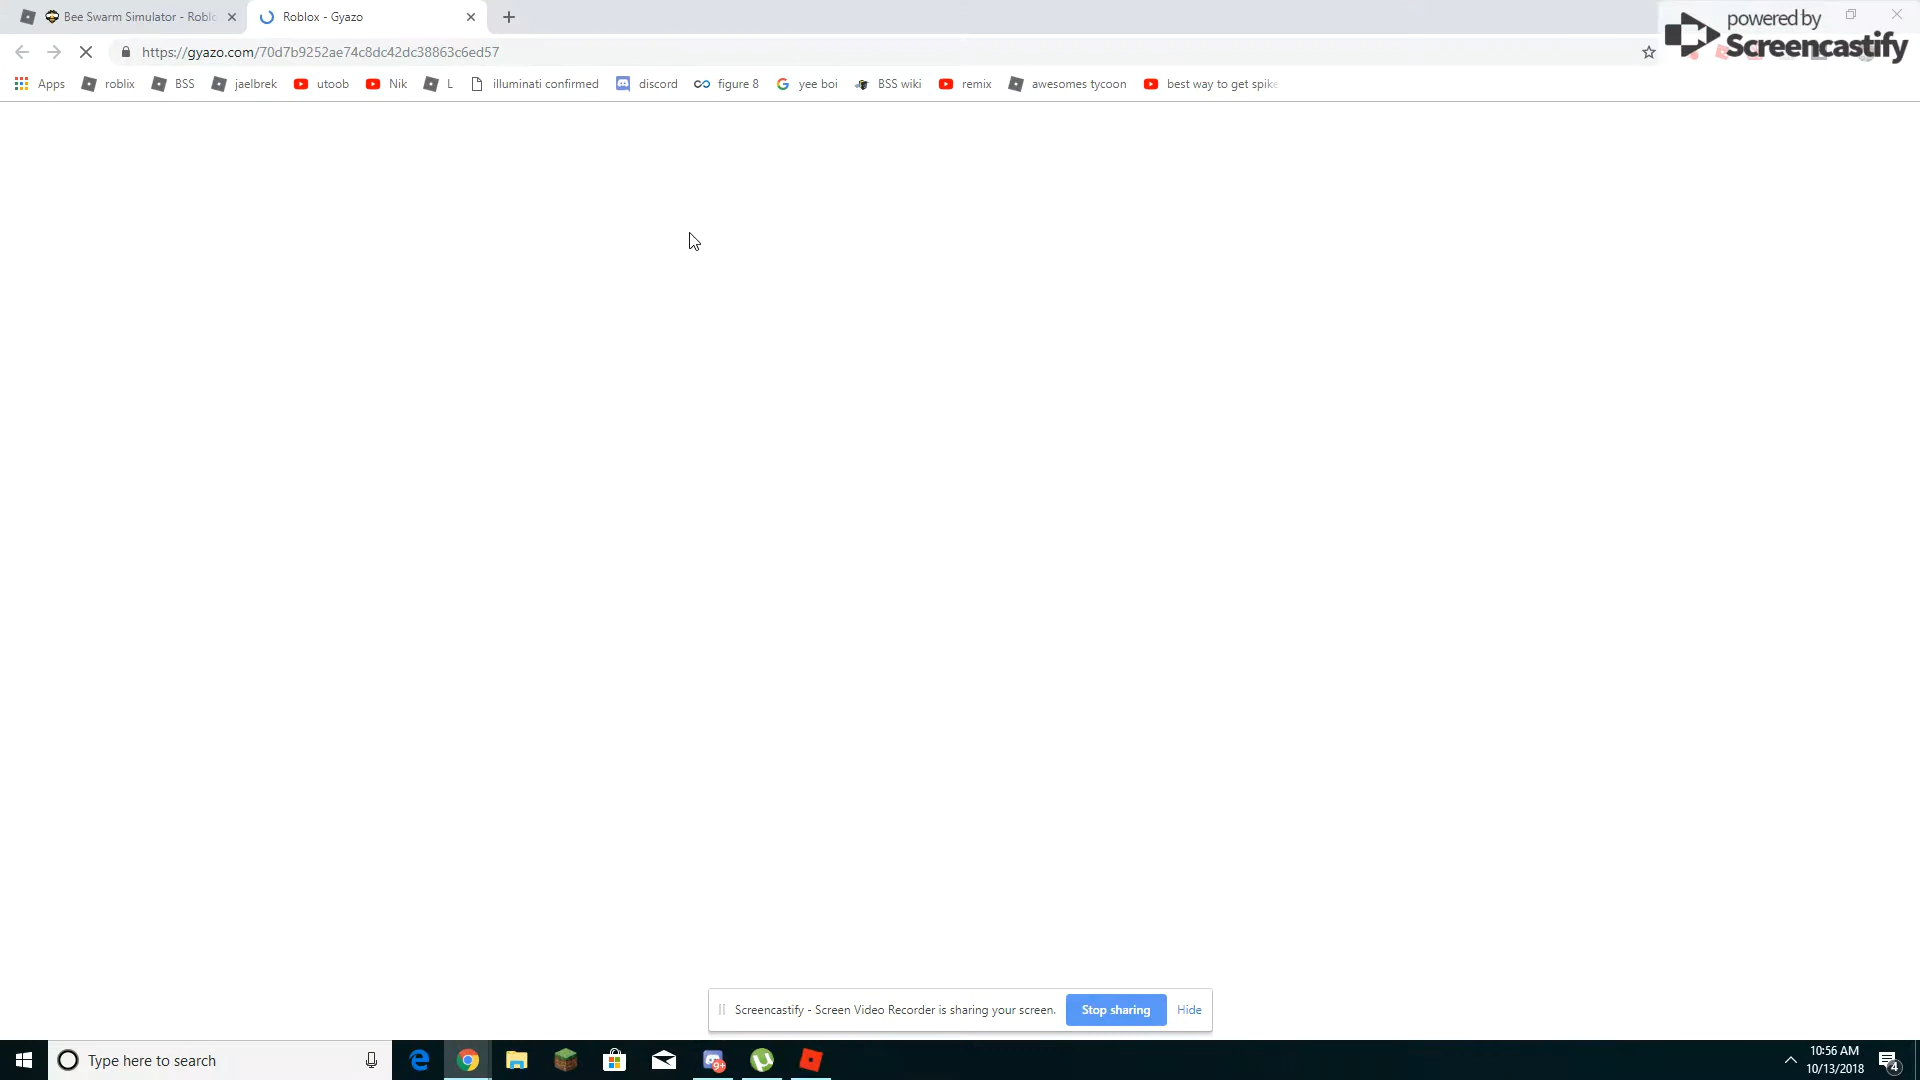 Bee Swarm Simulator - Roblo
Roblox - Gyazo
powered by
Screencastify
https://gyazo.com/70d7b9252ae74c8dc42dc38863c6ed57
Apps roblix BSS jaelbrek utoob Nik L illuminati confirmed discord figure 8 yee boi BSS wiki remix awesomes tycoon best way to get spike
Screencastify - Screen Video Recorder is sharing your screen. Stop sharing Hide
Type here to search
9+
10:56 AM
10/13/2018
4